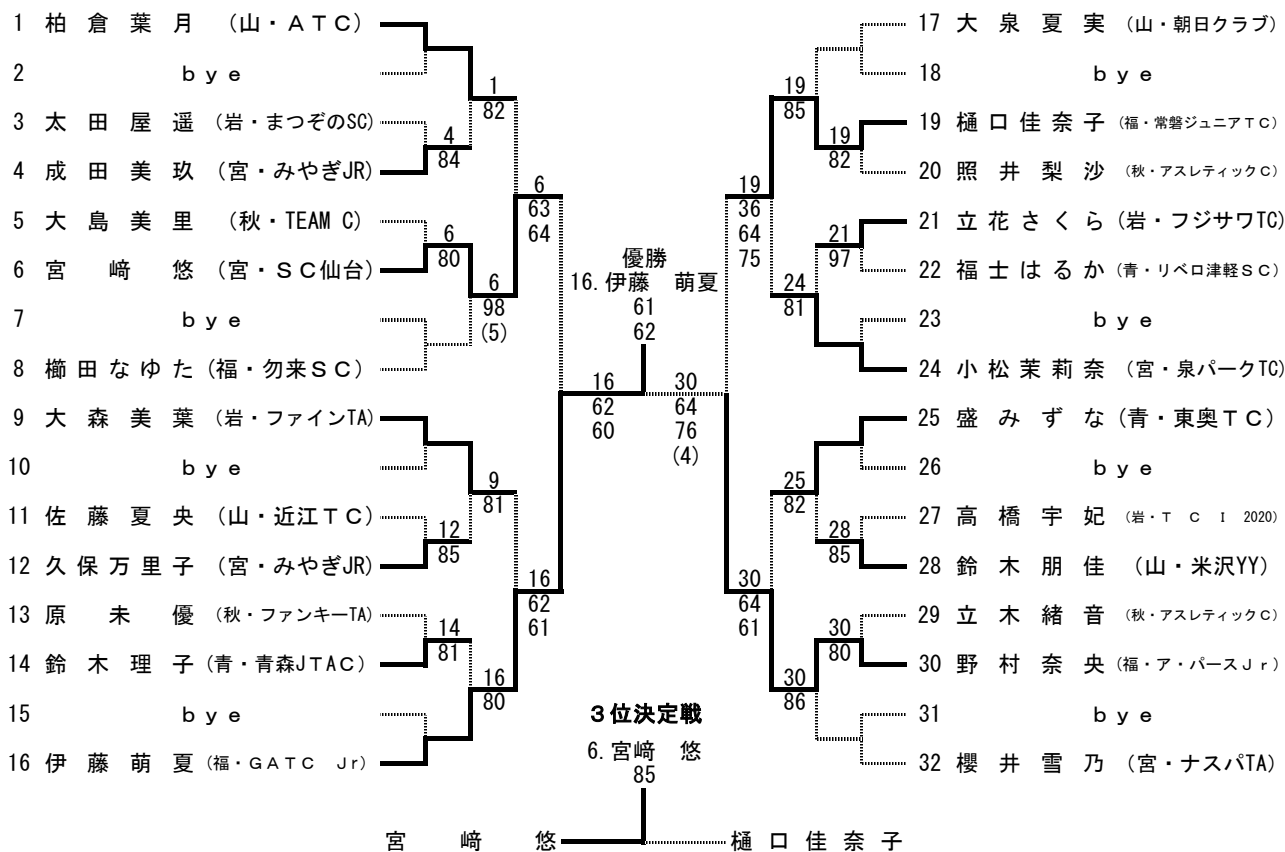 1 柏倉葉月 (山・ATC)
2 bye
1
82
3 太田屋遥 (岩・まつぞのSC)
4
84
4 成田美玖 (宮・みやぎJR)
6
63
64
5 大島美里 (秋・TEAM C)
6
80
6 宮﨑悠 (宮・SC仙台)
6
98
(5)
7 bye
8 櫛田なゆた (福・勿来SC)
16
62
60
9 大森美葉 (岩・ファインTA)
10 bye
9
81
11 佐藤夏央 (山・近江TC)
12
85
12 久保万里子 (宮・みやぎJR)
16
62
61
13 原未優 (秋・ファンキーTA)
14
81
14 鈴木理子 (青・青森JTAC)
16
80
15 bye
16 伊藤萌夏 (福・GATC Jr)
優勝
16.伊藤 萌夏
61
62
17 大泉夏実 (山・朝日クラブ)
18 bye
19
85
19 樋口佳奈子 (福・常磐ジュニアTC)
19
82
20 照井梨沙 (秋・アスレティックC)
19
36
64
75
21 立花さくら (岩・フジサワTC)
21
97
22 福士はるか (青・リベロ津軽SC)
24
81
23 bye
24 小松茉莉奈 (宮・泉パークTC)
30
64
76
(4)
25 盛みずな (青・東奥TC)
26 bye
25
82
27 高橋宇妃 (岩・TCI 2020)
28
85
28 鈴木朋佳 (山・米沢YY)
30
64
61
29 立木緒音 (秋・アスレティックC)
30
80
30 野村奈央 (福・ア・パースJr)
30
86
31 bye
32 櫻井雪乃 (宮・ナスパTA)
3位決定戦
6.宮﨑 悠
85
宮﨑悠 樋口佳奈子